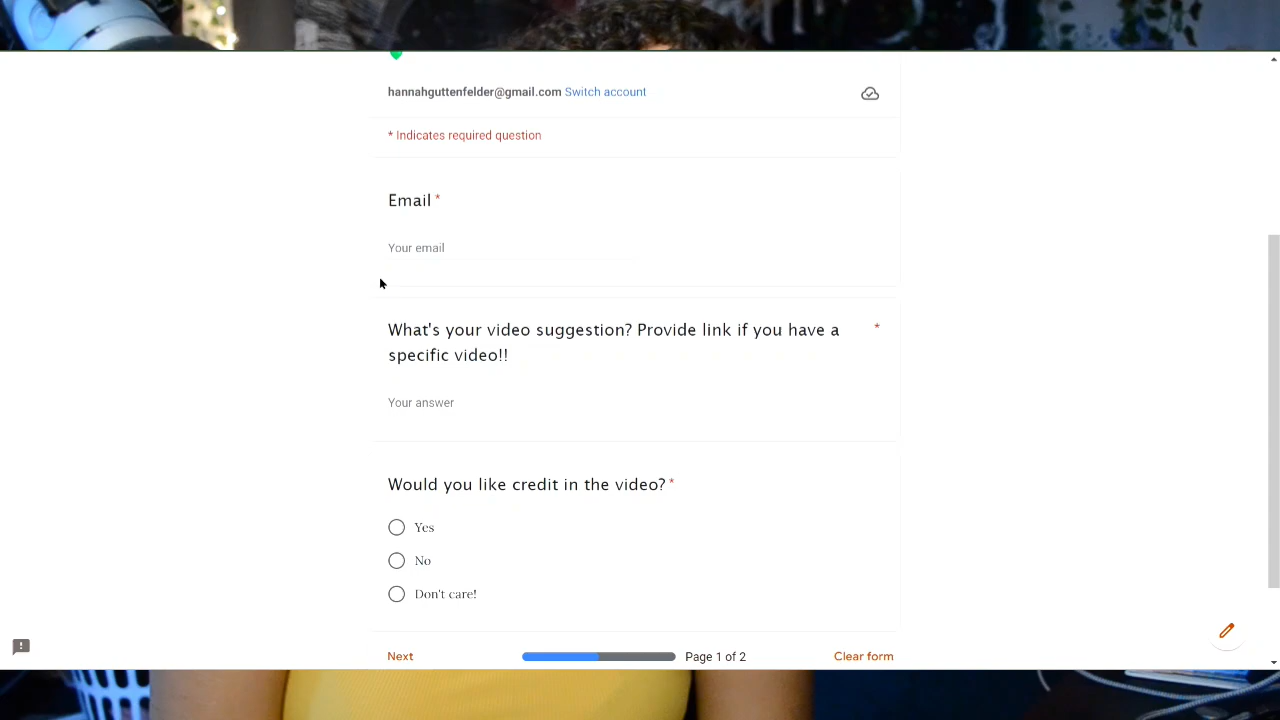 hannahguttenfelder@gmail.com Switch account
* Indicates required question
Email *
Your email
What's your video suggestion? Provide link if you have a *
specific video!!
Your answer
Would you like credit in the video? *
Yes
No
Don't care!
Next Page 1 of 2 Clear form